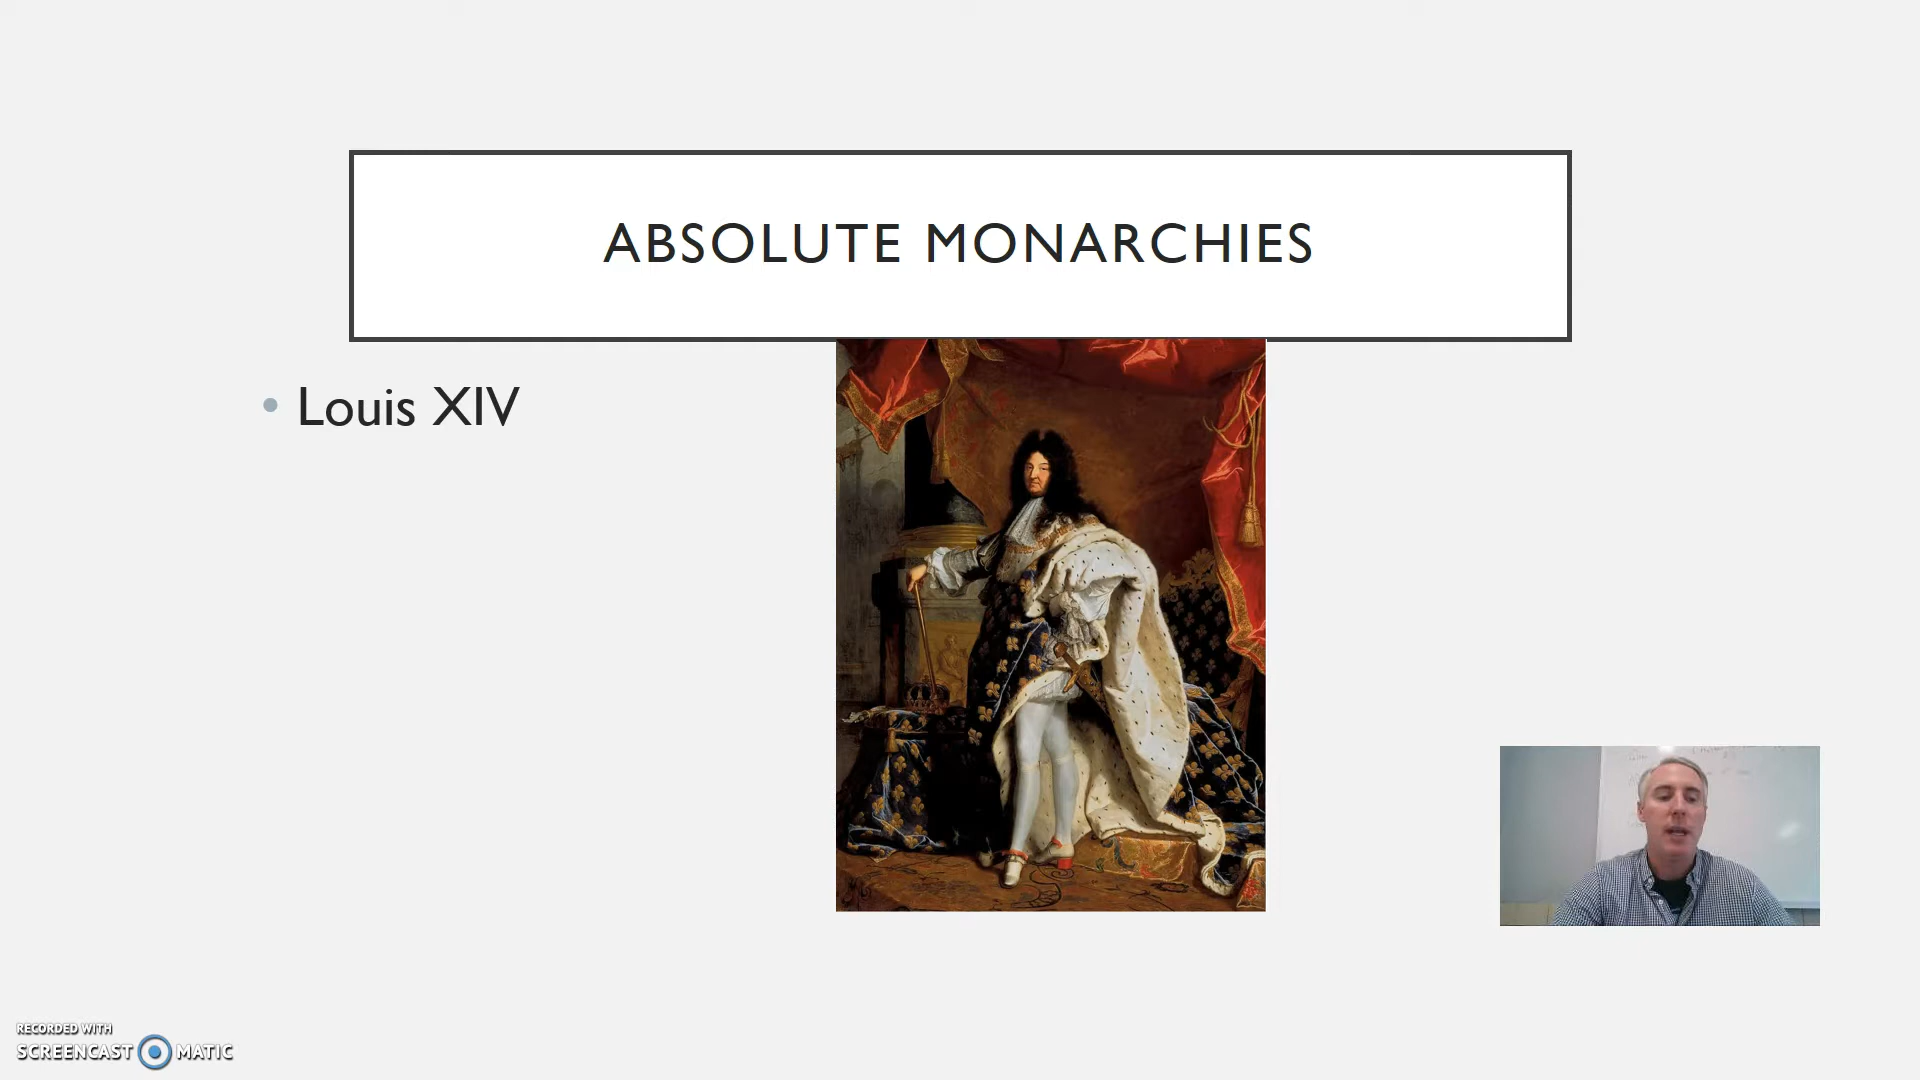 ABSOLUTE MONARCHIES
• Louis XIV
RECORDED WITH
SCREENCAST MATIC